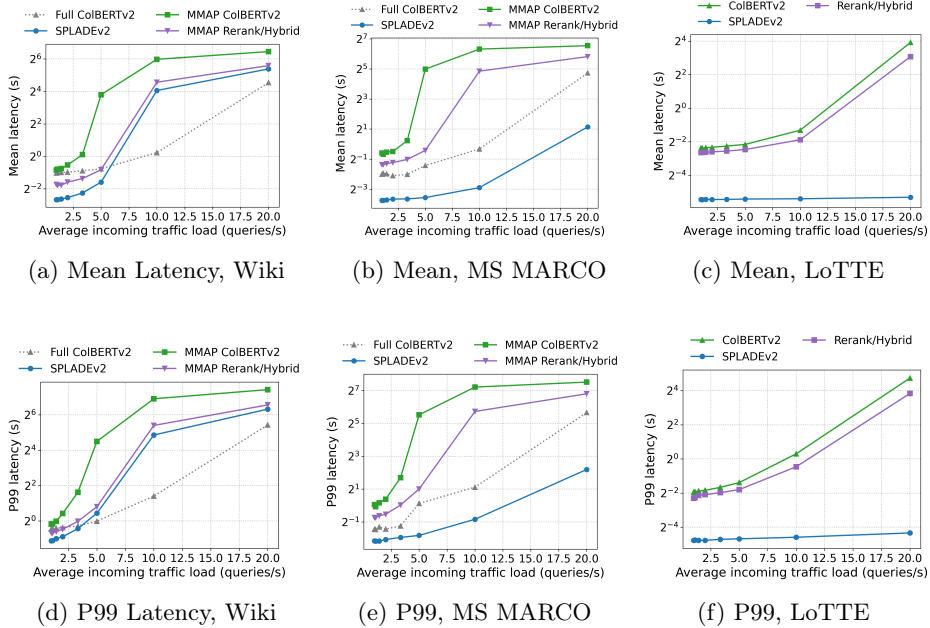 Full ColBERTv2 MMAP ColBERTv2
SPLADEv2 MMAP Rerank/Hybrid
Mean latency (s)
2^6
2^4
2^2
2^0
2^−2
2.5 5.0 7.5 10.0 12.5 15.0 17.5 20.0
Average incoming traffic load (queries/s)
(a) Mean Latency, Wiki
Full ColBERTv2 MMAP ColBERTv2
SPLADEv2 MMAP Rerank/Hybrid
Mean latency (s)
2^7
2^5
2^3
2^1
2^−1
2^−3
2.5 5.0 7.5 10.0 12.5 15.0 17.5 20.0
Average incoming traffic load (queries/s)
(b) Mean, MS MARCO
ColBERTv2 Rerank/Hybrid
SPLADEv2
Mean latency (s)
2^4
2^2
2^0
2^−2
2^−4
2.5 5.0 7.5 10.0 12.5 15.0 17.5 20.0
Average incoming traffic load (queries/s)
(c) Mean, LoTTE
Full ColBERTv2 MMAP ColBERTv2
SPLADEv2 MMAP Rerank/Hybrid
P99 latency (s)
2^6
2^4
2^2
2^0
2.5 5.0 7.5 10.0 12.5 15.0 17.5 20.0
Average incoming traffic load (queries/s)
(d) P99 Latency, Wiki
Full ColBERTv2 MMAP ColBERTv2
SPLADEv2 MMAP Rerank/Hybrid
P99 latency (s)
2^7
2^5
2^3
2^1
2^−1
2.5 5.0 7.5 10.0 12.5 15.0 17.5 20.0
Average incoming traffic load (queries/s)
(e) P99, MS MARCO
ColBERTv2 Rerank/Hybrid
SPLADEv2
P99 latency (s)
2^4
2^2
2^0
2^−2
2^−4
2.5 5.0 7.5 10.0 12.5 15.0 17.5 20.0
Average incoming traffic load (queries/s)
(f) P99, LoTTE